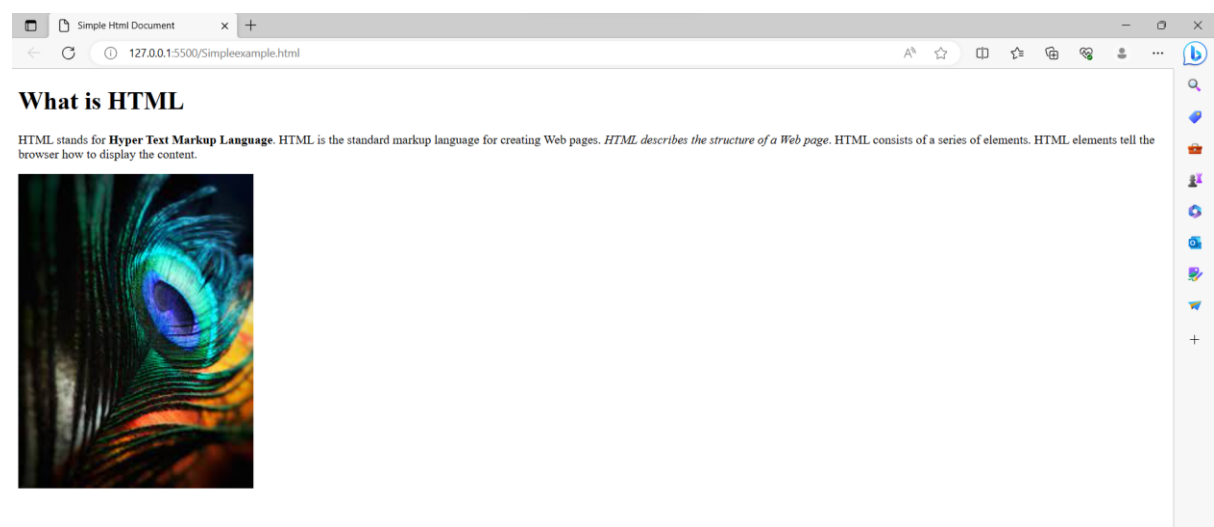 Simple Html Document
127.0.0.1:5500/Simpleexample.html
What is HTML
HTML stands for Hyper Text Markup Language. HTML is the standard markup language for creating Web pages. HTML describes the structure of a Web page. HTML consists of a series of elements. HTML elements tell the
browser how to display the content.